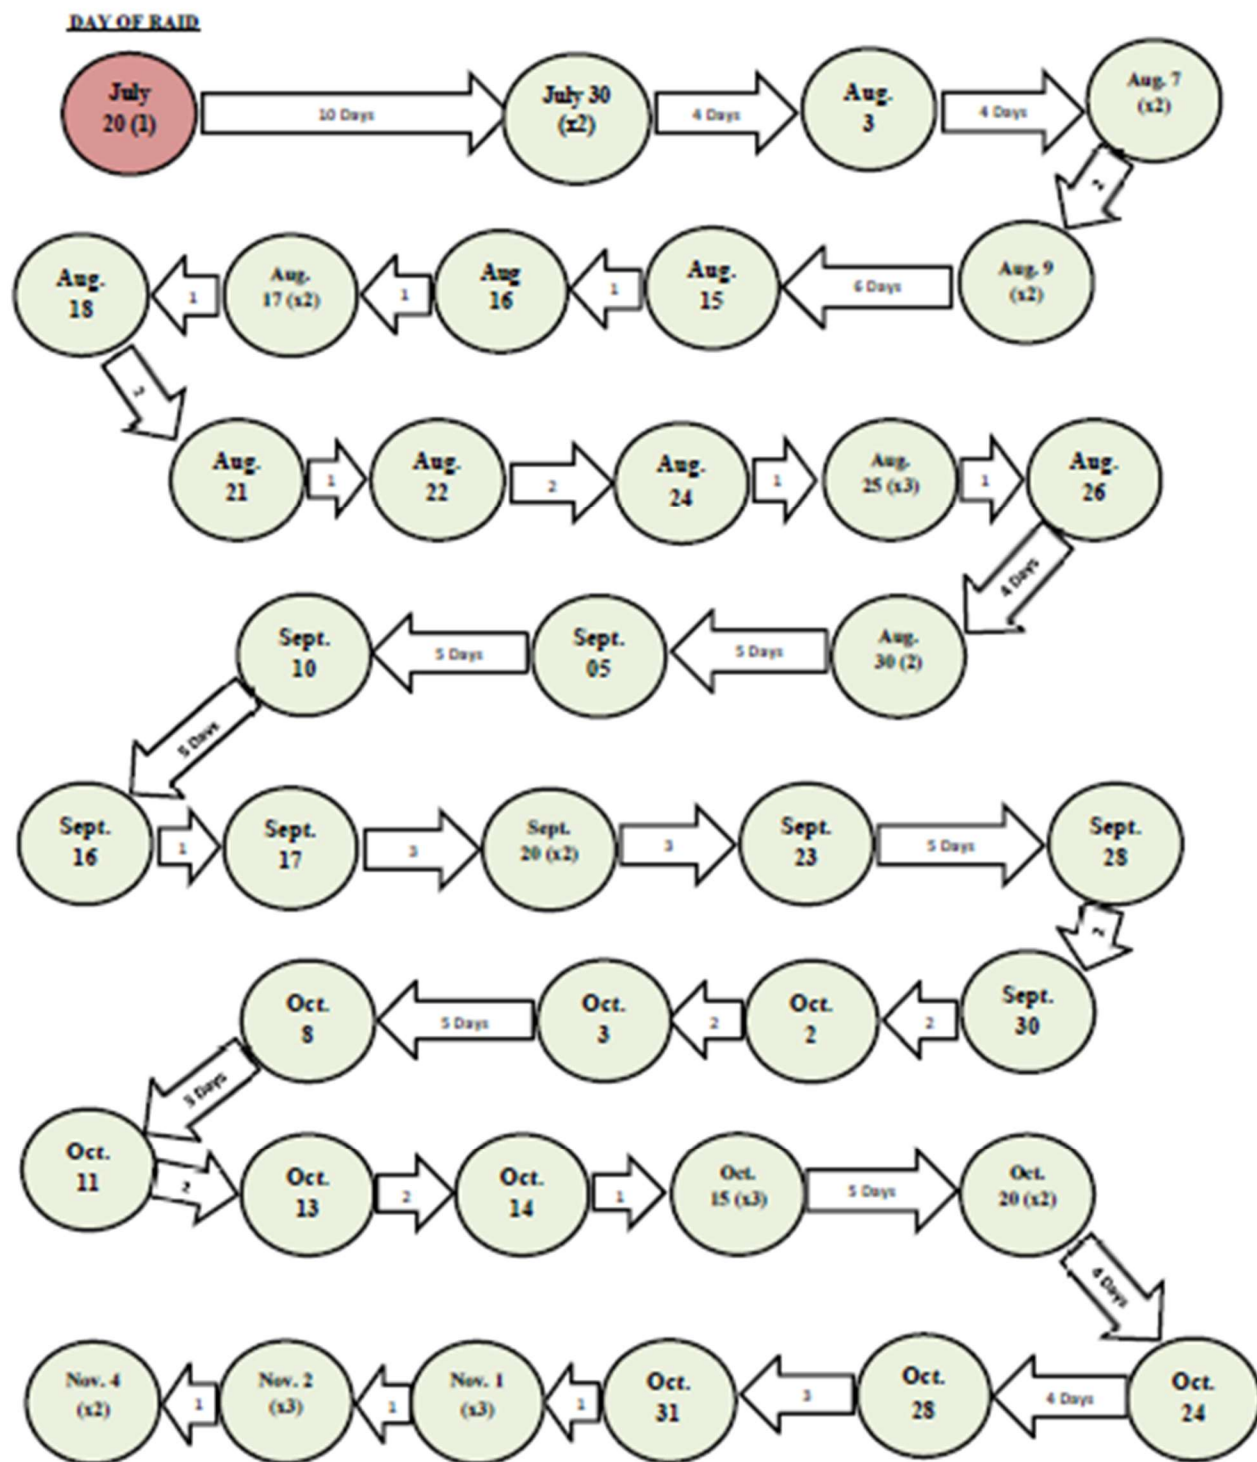 DAY OF RAID
July
20 (1)
10 Days
July 30
(x2)
4 Days
Aug.
3
4 Days
Aug. 7
(x2)
2
Aug. 9
(x2)
6 Days
Aug.
15
1
Aug
16
1
Aug.
17 (x2)
1
Aug.
18
2
Aug.
21
1
Aug.
22
2
Aug.
24
1
Aug.
25 (x3)
1
Aug.
26
4 Days
Aug.
30 (2)
5 Days
Sept.
05
5 Days
Sept.
10
5 Days
Sept.
16
1
Sept.
17
3
Sept.
20 (x2)
3
Sept.
23
5 Days
Sept.
28
2
Sept.
30
2
Oct.
2
2
Oct.
3
5 Days
Oct.
8
3 Days
Oct.
11
2
Oct.
13
2
Oct.
14
1
Oct.
15 (x3)
5 Days
Oct.
20 (x2)
4 Days
Oct.
24
4 Days
Oct.
28
3
Oct.
31
1
Nov. 1
(x3)
1
Nov. 2
(x3)
1
Nov. 4
(x2)